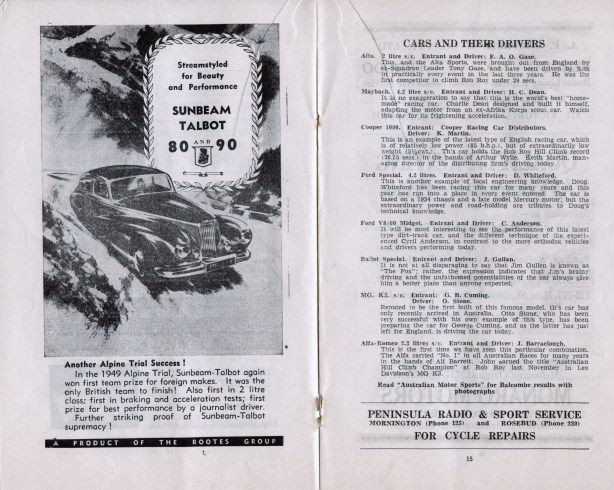 Streamstyled
for Beauty
and Performance
SUNBEAM
TALBOT
80 AND 90
Another Alpine Trial Success !
In the 1949 Alpine Trial, Sunbeam-Talbot again
won first team prize for foreign makes. It was the
only British team to finish! Also first in 2 litre
class; first in braking and acceleration tests; first
prize for best performance by a journalist driver.
Further striking proof of Sunbeam-Talbot
supremacy !
A PRODUCT OF THE ROOTES GROUP
CARS AND THEIR DRIVERS
Alta. 2 litre s/c. Entrant and Driver: F. A. O. Gaze.
This, and the Alta Sports, were brought out from England by
ex-Squadron Leader Tony Gaze, and have been driven by him
in practically every event in the last three years. He was the
first competitor to climb Rob Roy under 28 secs.
Maybach. 4.2 litre s/c. Entrant and Driver: H. C. Dean.
It is no exaggeration to say that this is the world's best "home-
made" racing car. Charlie Dean designed and built it himself,
adapting the motor from an ex-Afrika Korps scout car. Watch
this car for its frightening acceleration.
Cooper 1000. Entrant: Cooper Racing Car Distributors.
Driver: K. Martin.
This is an example of the latest type of English racing car, which
is of relatively low power (85 b.h.p.), but of extraordinarily low
weight. This car holds the Rob Roy Hill Climb record
(26.25 secs.) in the hands of Arthur Wylie. Keith Martin, man-
aging director of the distributing firm's driving today.
Ford Special. 4.2 litres. Entrant and Driver: D. Whiteford.
This is another example of local engineering knowledge. Doug.
Whiteford has been racing this car for many years and this
year has run into a place in every event entered. The car is
based on a 1934 chassis and a late model Mercury motor; but the
extraordinary power and road-holding are tributes to Doug's
technical knowledge.
Ford V8/60 Midget. Entrant and Driver: C. Anderson.
It will be most interesting to see the performance of this latest
type dirt-track car, and the different technique of the experi-
enced Cyril Anderson, in contrast to the more orthodox vehicles
and drivers performing today.
Ballot Special. Entrant and Driver: J. Gullan.
It is not at all disparaging to say that Jim Gullen is known as
"The Fox"; rather, the expression indicates that Jim's brainy
driving and the unfathomed potentialities of the car always give
him a better place than anyone expected.
MG. K3. s/c. Entrant: G. H. Cuming.
Driver: O. Stone.
Reputed to be the first built of this famous model, this car has
only recently arrived in Australia. Otto Stone, who has been
very successful with his own example of this type, has been
preparing the car for George Cuming, and as the latter has just
left for England, is driving the car today.
Alfa-Romeo 2.3 litres s/c. Entrant and Driver: J. Barraclough.
This is the first time we have seen this particular combination.
The Alfa carried "No. 1" in all Australian Races for many years
in the hands of Alf Barrett. John earned the title "Australian
Hill Climb Champion" at Rob Roy last November in Les
Davidson's MG K3.
Read "Australian Motor Sports" for Balcombe results with
photographs
PENINSULA RADIO & SPORT SERVICE
MORNINGTON (Phone 123) and ROSEBUD (Phone 220)
FOR CYCLE REPAIRS
15